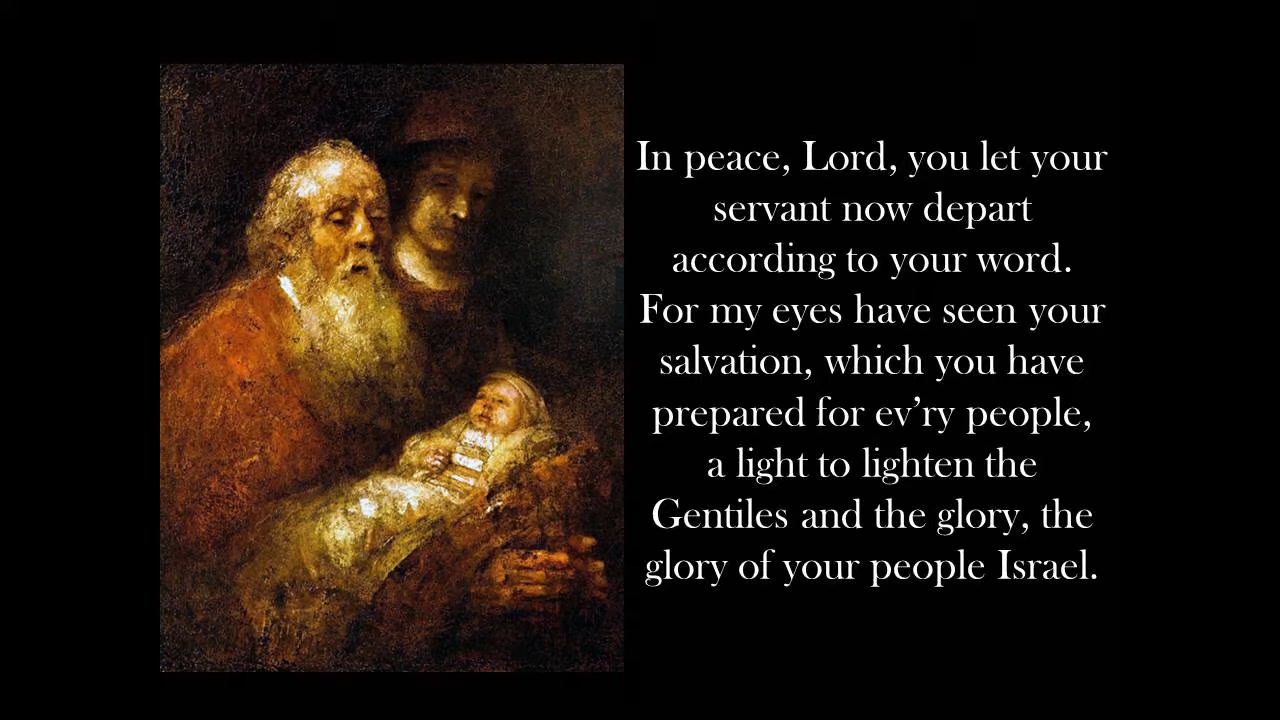 In peace, Lord, you let your
servant now depart
according to your word.
For my eyes have seen your
salvation, which you have
prepared for ev’ry people,
a light to lighten the
Gentiles and the glory, the
glory of your people Israel.